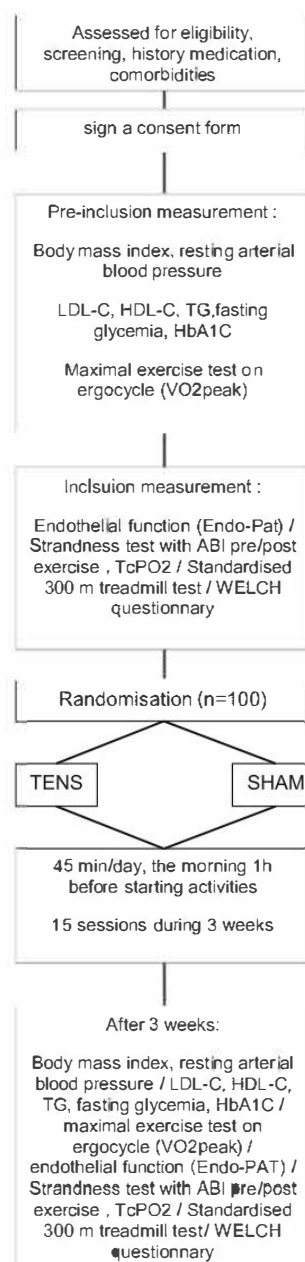 Assessed for eligibility,
screening, history medication,
comorbidities
sign a consent form
Pre-inclusion measurement :
Body mass index, resting arterial
blood pressure
LDL-C, HDL-C, TG,fasting
glycemia, HbA1C
Maximal exercise test on
ergocycle (VO2peak)
Inclsuion measurement :
Endothelial function (Endo-Pat) /
Strandness test with ABI pre/post
exercise , TcPO2 / Standardised
300 m treadmill test / WELCH
questionnary
Randomisation (n=100)
TENS SHAM
45 min/day, the morning 1h
before starting activities
15 sessions during 3 weeks
After 3 weeks:
Body mass index, resting arterial
blood pressure / LDL-C, HDL-C,
TG, fasting glycemia, HbA1C /
maximal exercise test on
ergocycle (VO2peak) /
endothelial function (Endo-PAT) /
Strandness test with ABI pre/post
exercise , TcPO2 / Standardised
300 m treadmill test/ WELCH
questionnary